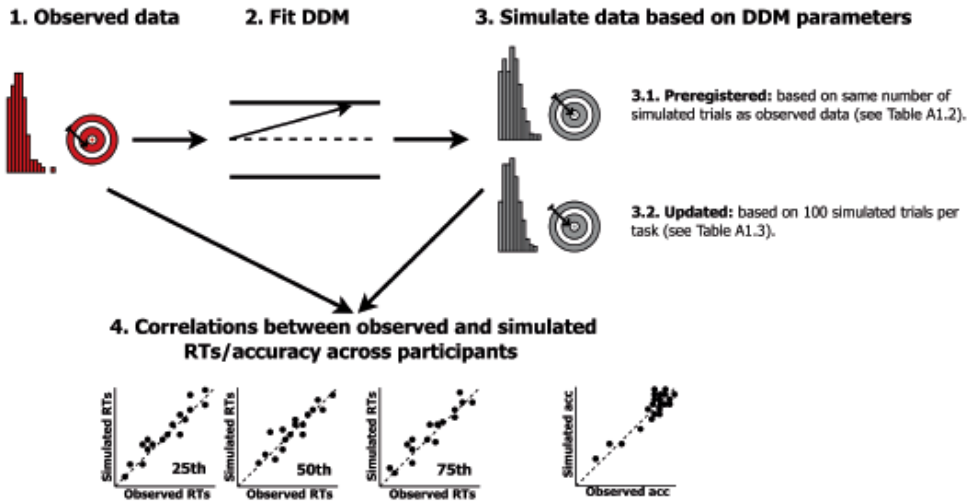 1. Observed data
2. Fit DDM
3. Simulate data based on DDM parameters
3.1. Preregistered: based on same number of
simulated trials as observed data (see Table A1.2).
3.2. Updated: based on 100 simulated trials per
task (see Table A1.3).
4. Correlations between observed and simulated
RTs/accuracy across participants
Simulated RTs
25th
Observed RTs
Simulated RTs
50th
Observed RTs
Simulated RTs
75th
Observed RTs
Simulated acc
Observed acc